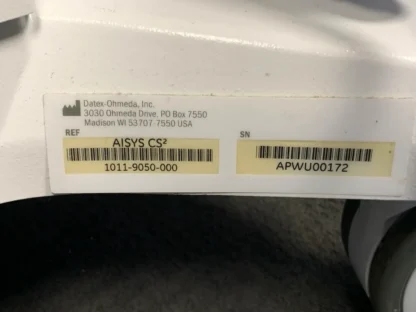 Datex-Ohmeda, Inc.
3030 Ohmeda Drive, PO Box 7550
Madison WI 53707-7550 USA
REF
AISYS CS²
1011-9050-000
SN
APWU00172